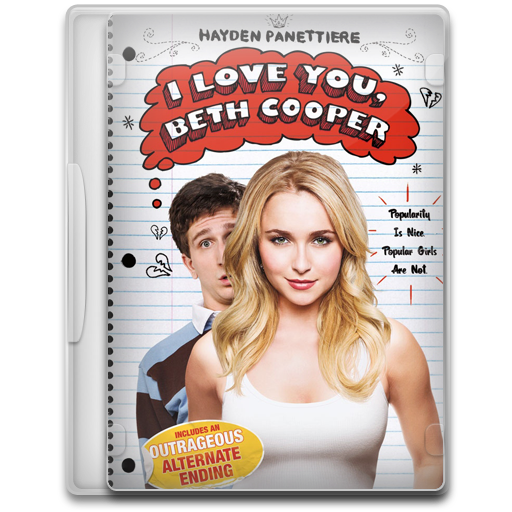 HAYDEN PANETTIERE
I LOVE YOU,
BETH COOPER
Popularity
Is Nice.
Popular Girls
Are Not.
INCLUDES AN
OUTRAGEOUS
ALTERNATE
ENDING